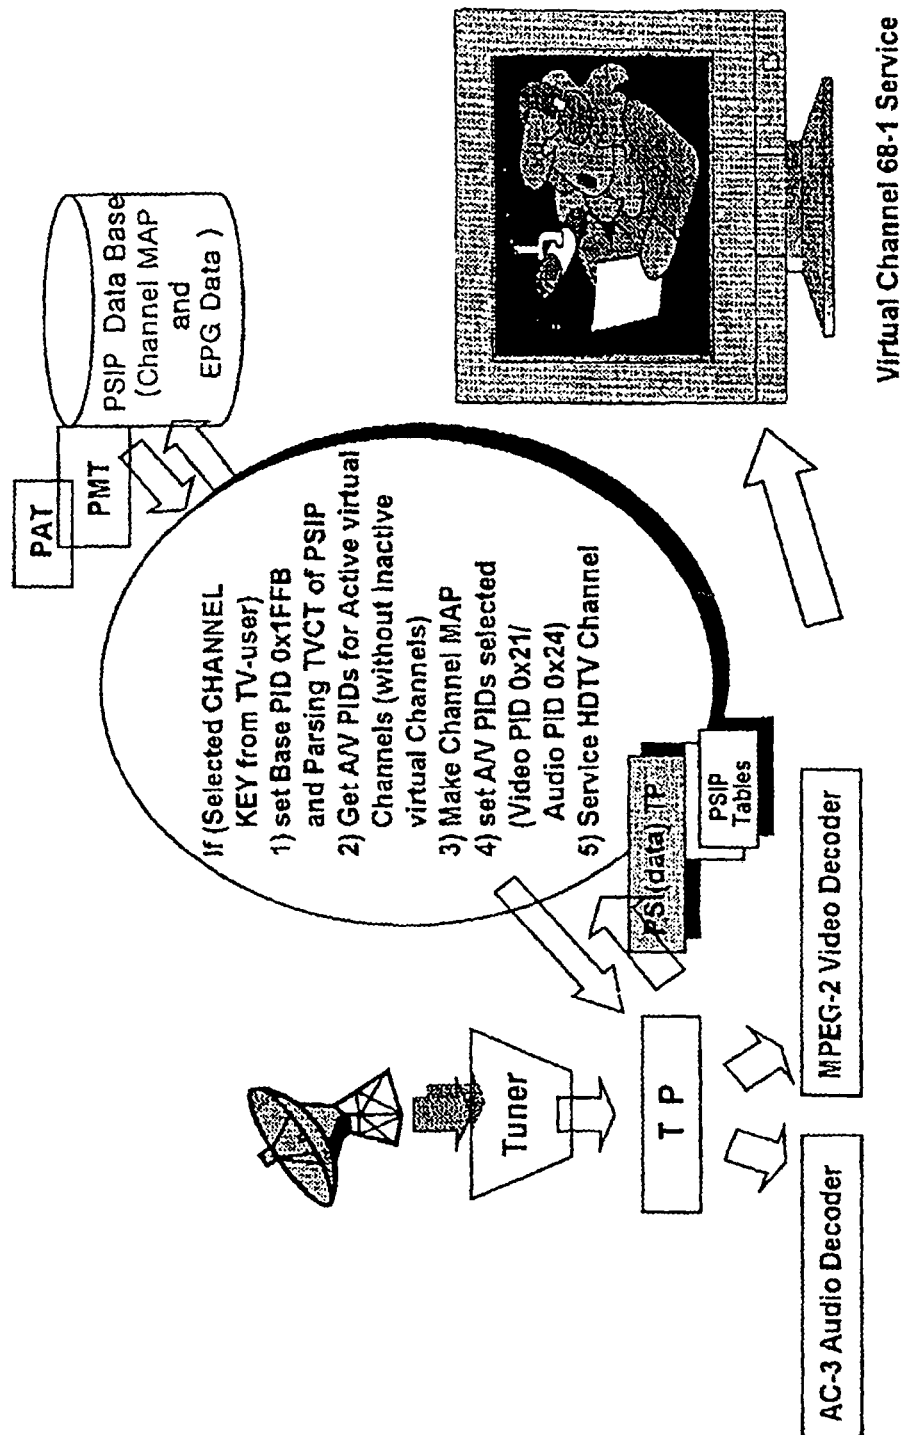 PAT
PMT
PSIP Data Base
(Channel MAP
and
EPG Data )
If (Selected CHANNEL
KEY from TV-user)
1) set Base PID 0x1FFB
and Parsing TVCT of PSIP
2) Get A/V PIDs for Active virtual
Channels (without Inactive
virtual Channels)
3) Make Channel MAP
4) set A/V PIDs selected
(Video PID 0x21/
Audio PID 0x24)
5) Service HDTV Channel
PSI(data) TP
PSIP
Tables
Tuner
T P
MPEG-2 Video Decoder
AC-3 Audio Decoder
Virtual Channel 68-1 Service